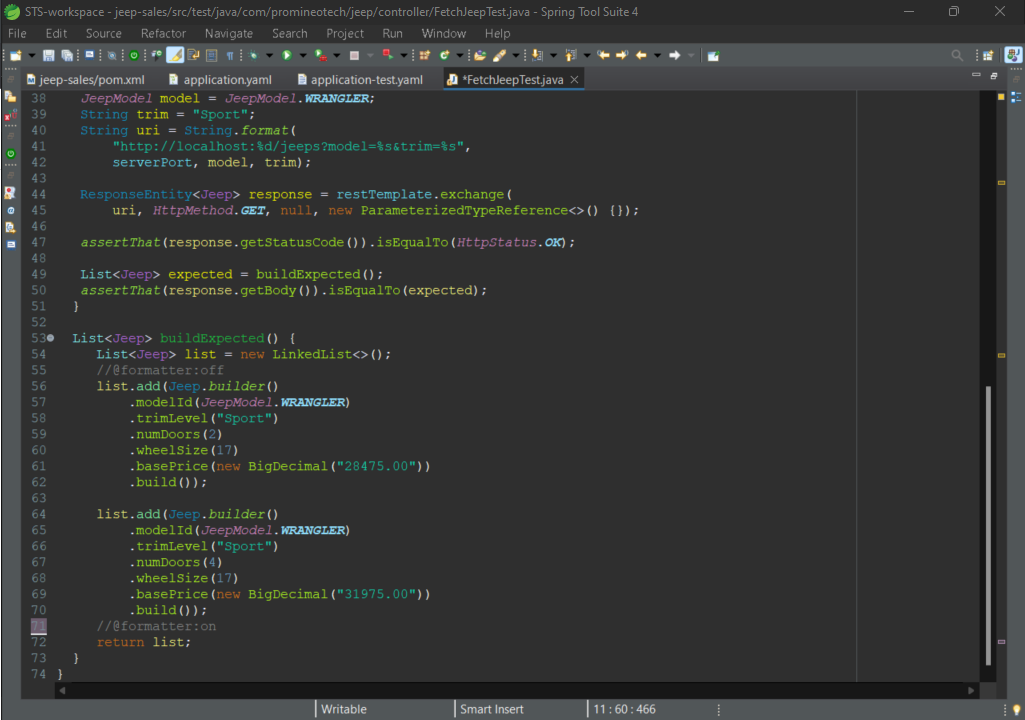 STS-workspace - jeep-sales/src/test/java/com/promineotech/jeep/controller/FetchJeepTest.java - Spring Tool Suite 4
File Edit Source Refactor Navigate Search Project Run Window Help
jeep-sales/pom.xml application.yaml application-test.yaml *FetchJeepTest.java
38 JeepModel model = JeepModel.WRANGLER;
39 String trim = "Sport";
40 String uri = String.format(
41 "http://localhost:%d/jeeps?model=%s&trim=%s",
42 serverPort, model, trim);
43
44 ResponseEntity<Jeep> response = restTemplate.exchange(
45 uri, HttpMethod.GET, null, new ParameterizedTypeReference<>() {});
46
47 assertThat(response.getStatusCode()).isEqualTo(HttpStatus.OK);
48
49 List<Jeep> expected = buildExpected();
50 assertThat(response.getBody()).isEqualTo(expected);
51 }
52
53 List<Jeep> buildExpected() {
54 List<Jeep> list = new LinkedList<>();
55 //@formatter:off
56 list.add(Jeep.builder()
57 .modelId(JeepModel.WRANGLER)
58 .trimLevel("Sport")
59 .numDoors(2)
60 .wheelSize(17)
61 .basePrice(new BigDecimal("28475.00"))
62 .build());
63
64 list.add(Jeep.builder()
65 .modelId(JeepModel.WRANGLER)
66 .trimLevel("Sport")
67 .numDoors(4)
68 .wheelSize(17)
69 .basePrice(new BigDecimal("31975.00"))
70 .build());
71 //@formatter:on
72 return list;
73 }
74 }
Writable Smart Insert 11 : 60 : 466